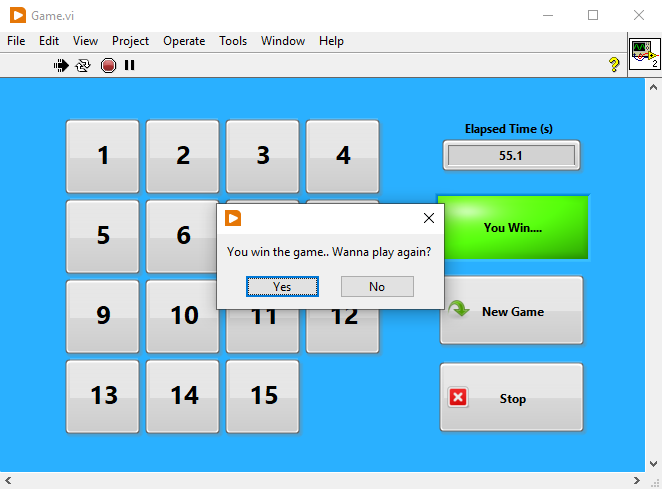 Game.vi
File Edit View Project Operate Tools Window Help
2
Elapsed Time (s)
55.1
1 2 3 4
5 6
You Win....
You win the game.. Wanna play again?
Yes No
9 10 11 12
New Game
13 14 15
Stop